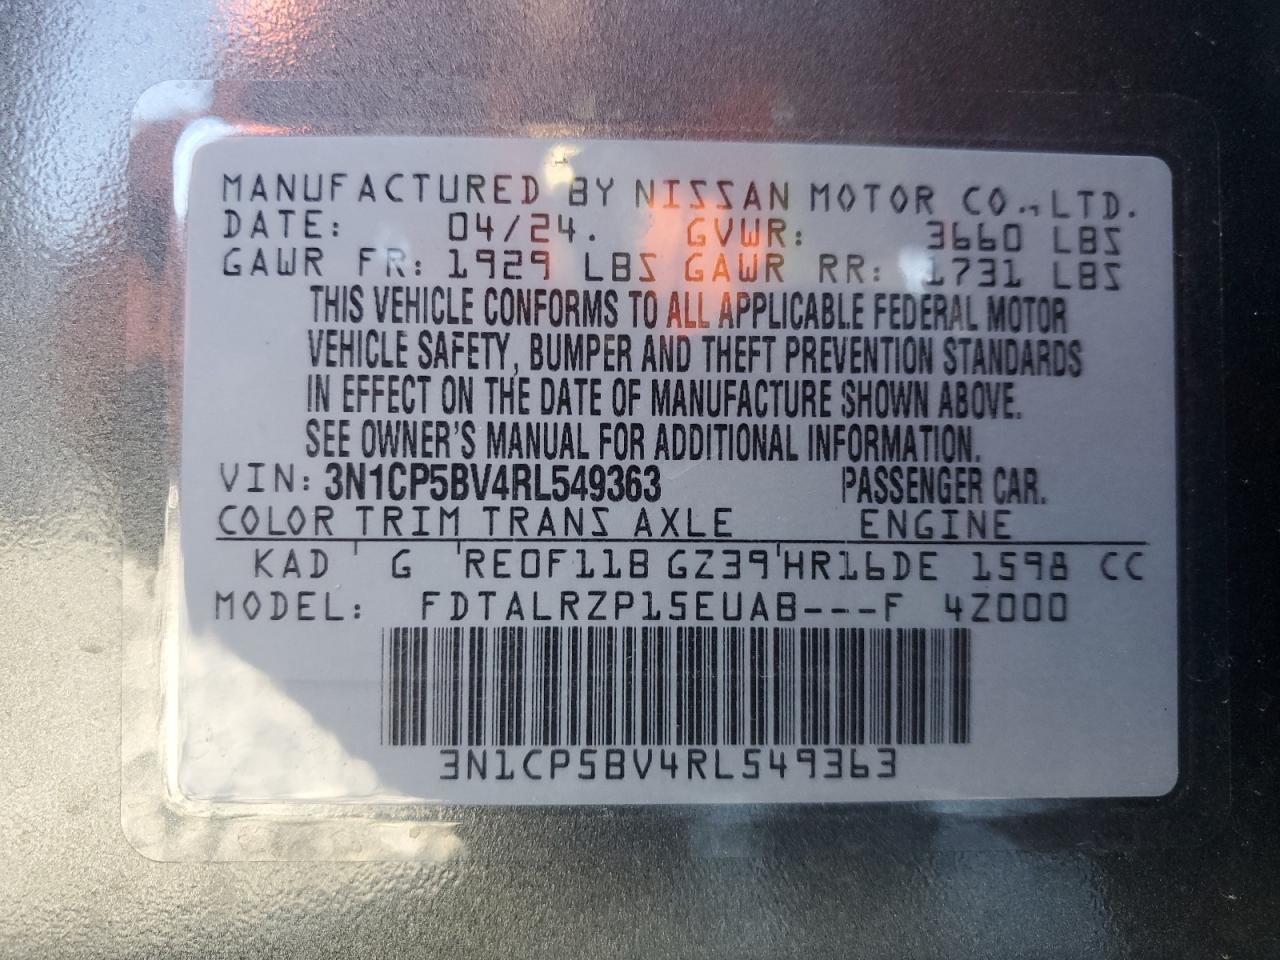 MANUFACTURED BY NISSAN MOTOR CO.,LTD.
DATE: 04/24. GVWR: 3660 LBS
GAWR FR: 1929 LBS GAWR RR: 1731 LBS
THIS VEHICLE CONFORMS TO ALL APPLICABLE FEDERAL MOTOR
VEHICLE SAFETY, BUMPER AND THEFT PREVENTION STANDARDS
IN EFFECT ON THE DATE OF MANUFACTURE SHOWN ABOVE.
SEE OWNER'S MANUAL FOR ADDITIONAL INFORMATION.
VIN: 3N1CP5BV4RL549363 PASSENGER CAR.
COLOR TRIM TRANS AXLE ENGINE
KAD G RE0F11B GZ39 HR16DE 1598 CC
MODEL: FDTALRZP15EUAB---F 4Z000
3N1CP5BV4RL549363